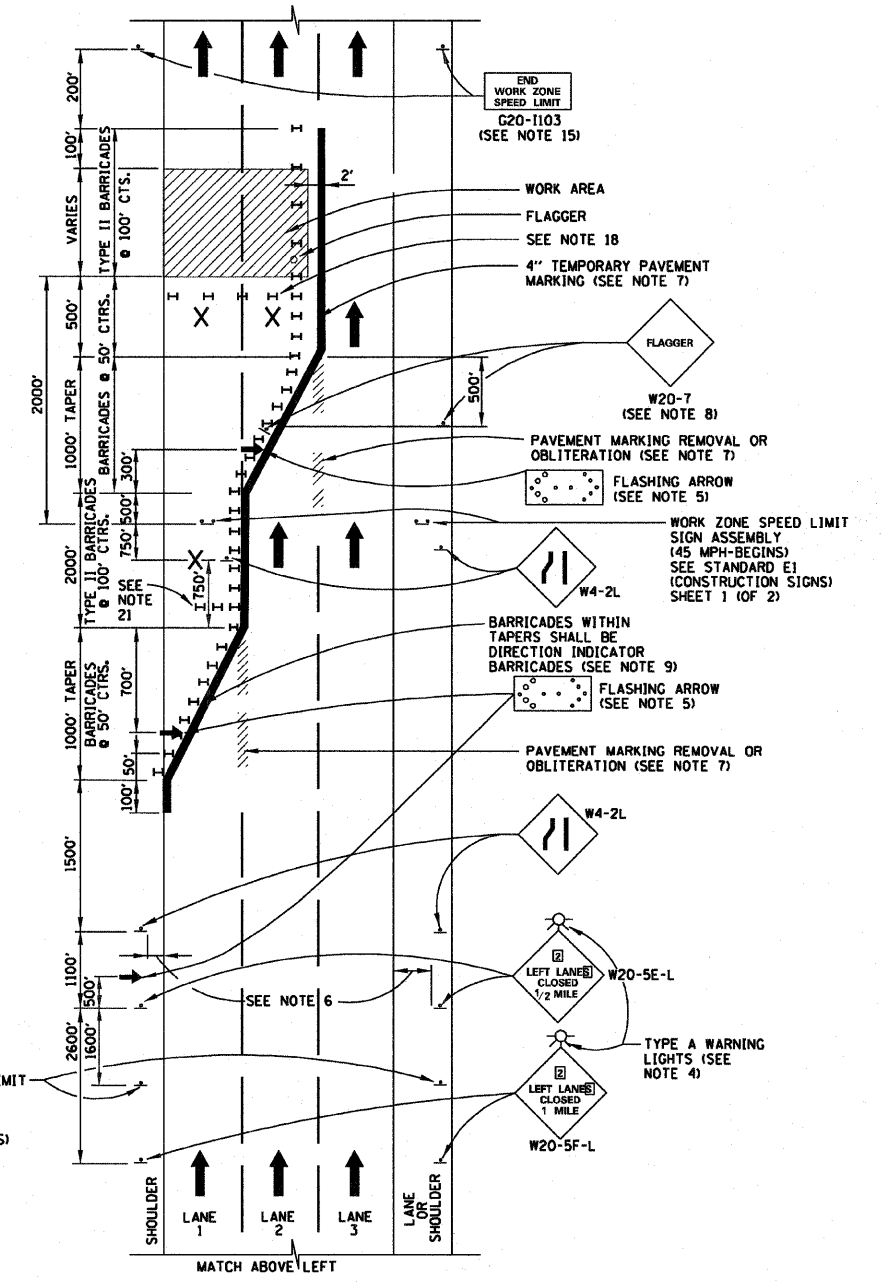 200'
END
WORK ZONE
SPEED LIMIT
G20-I103
(SEE NOTE 15)
100'
VARIES
TYPE II BARRICADES
@ 100' CTS.
2'
WORK AREA
FLAGGER
SEE NOTE 18
4" TEMPORARY PAVEMENT
MARKING (SEE NOTE 7)
X
X
500'
2000'
1000' TAPER
BARRICADES @ 50' CTRS.
FLAGGER
W20-7
(SEE NOTE 8)
500'
300'
PAVEMENT MARKING REMOVAL OR
OBLITERATION (SEE NOTE 7)
FLASHING ARROW
(SEE NOTE 5)
500'
750'
2000'
TYPE II BARRICADES
@ 100' CTRS.
X
750'
SEE
NOTE
21
WORK ZONE SPEED LIMIT
SIGN ASSEMBLY
(45 MPH-BEGINS)
SEE STANDARD E1
(CONSTRUCTION SIGNS)
SHEET 1 (OF 2)
W4-2L
BARRICADES WITHIN
TAPERS SHALL BE
DIRECTION INDICATOR
BARRICADES (SEE NOTE 9)
1000' TAPER
BARRICADES
@ 50' CTRS.
700'
50'
100'
FLASHING ARROW
(SEE NOTE 5)
PAVEMENT MARKING REMOVAL OR
OBLITERATION (SEE NOTE 7)
1500'
W4-2L
1100'
500'
SEE NOTE 6
2
LEFT LANES
CLOSED
1/2 MILE
W20-5E-L
2600'
1600'
TYPE A WARNING
LIGHTS (SEE
NOTE 4)
2
LEFT LANES
CLOSED
1 MILE
W20-5F-L
MIT
S)
SHOULDER
LANE
1
LANE
2
LANE
3
LANE
OR
SHOULDER
MATCH ABOVE LEFT